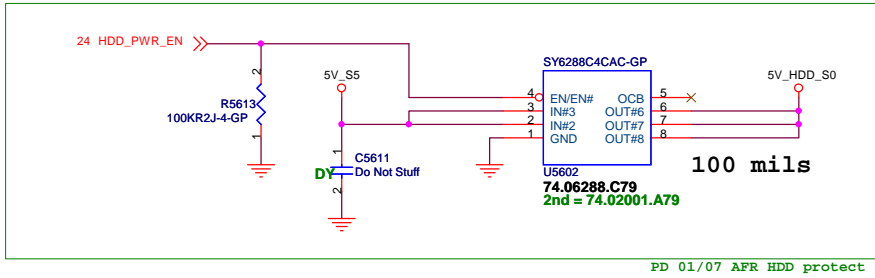 24 HDD_PWR_EN
2
R5613
100KR2J-4-GP
1
5V_S5
1
C5611
DY Do Not Stuff
2
SY6288C4CAC-GP
4 EN/EN# OCB 5
3 IN#3 OUT#6 6
2 IN#2 OUT#7 7
1 GND OUT#8 8
U5602
74.06288.C79
2nd = 74.02001.A79
5V_HDD_S0
100 mils
PD 01/07 AFR HDD protect